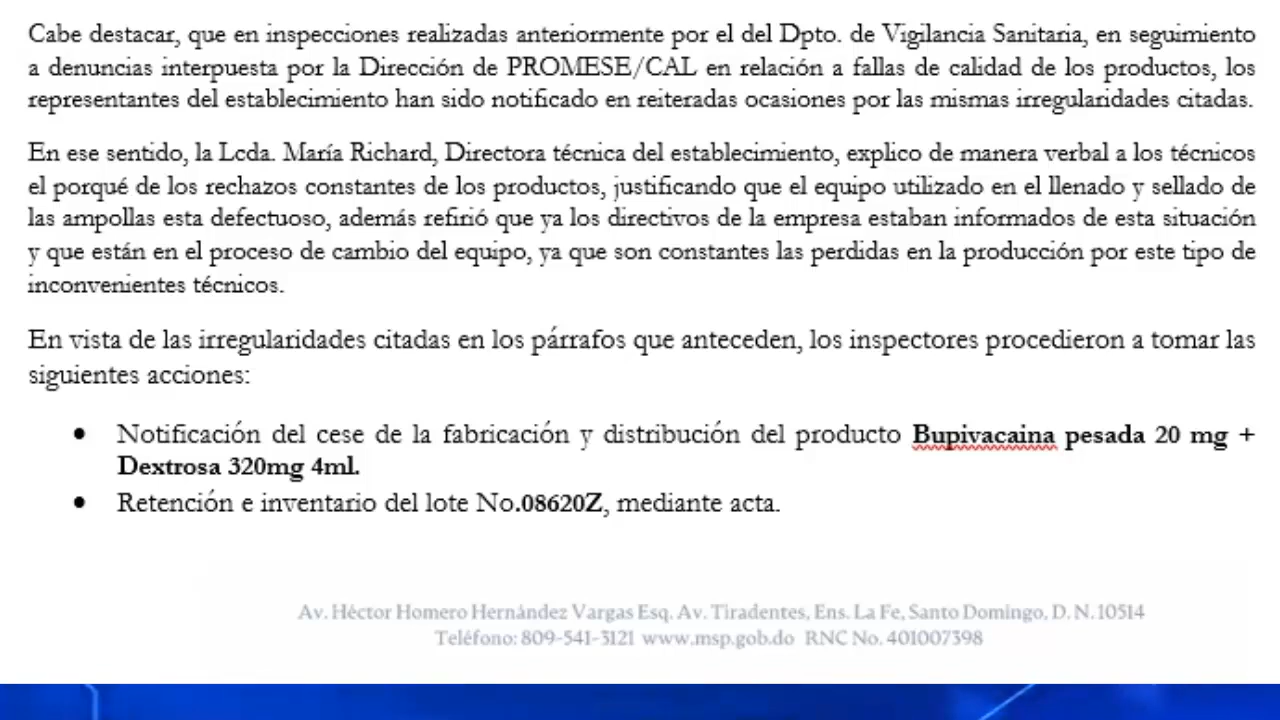 Cabe destacar, que en inspecciones realizadas anteriormente por el del Dpto. de Vigilancia Sanitaria, en seguimiento
a denuncias interpuesta por la Dirección de PROMESE/CAL en relación a fallas de calidad de los productos, los
representantes del establecimiento han sido notificado en reiteradas ocasiones por las mismas irregularidades citadas.
En ese sentido, la Lcda. María Richard, Directora técnica del establecimiento, explico de manera verbal a los técnicos
el porqué de los rechazos constantes de los productos, justificando que el equipo utilizado en el llenado y sellado de
las ampollas esta defectuoso, además refirió que ya los directivos de la empresa estaban informados de esta situación
y que están en el proceso de cambio del equipo, ya que son constantes las perdidas en la producción por este tipo de
inconvenientes técnicos.
En vista de las irregularidades citadas en los párrafos que anteceden, los inspectores procedieron a tomar las
siguientes acciones:
• Notificación del cese de la fabricación y distribución del producto Bupivacaina pesada 20 mg +
Dextrosa 320mg 4ml.
• Retención e inventario del lote No.08620Z, mediante acta.
Av. Héctor Homero Hernández Vargas Esq. Av. Tiradentes, Ens. La Fe, Santo Domingo, D. N. 10514
Teléfono: 809-541-3121 www.msp.gob.do RNC No. 401007398